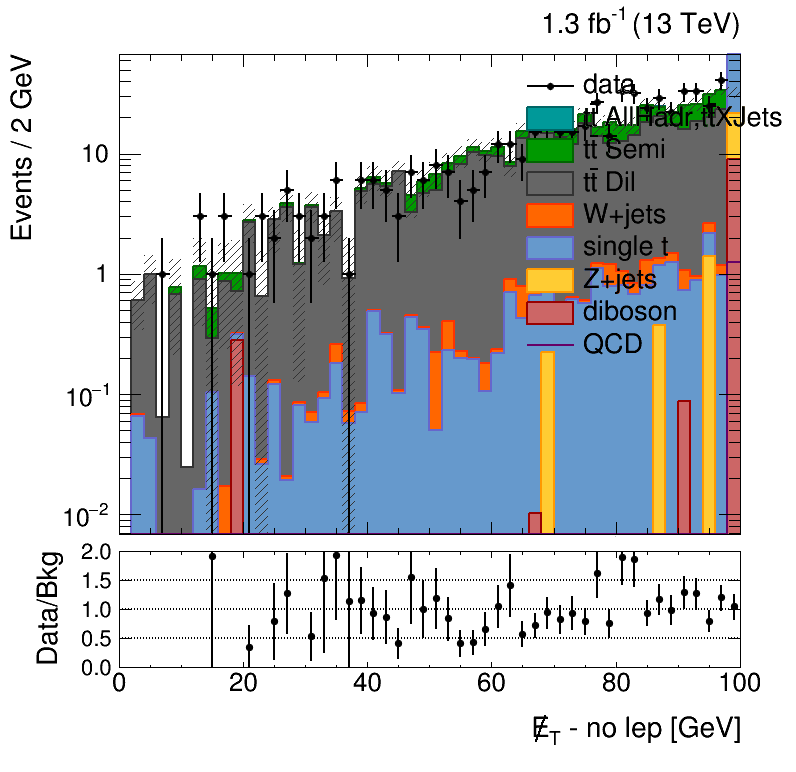 1.3 fb⁻¹ (13 TeV)
Events / 2 GeV
10
1
10⁻¹
10⁻²
data
tt̄ AllHadr,tt̄XJets
tt̄ Semi
tt̄ Dil
W+jets
single t
Z+jets
diboson
QCD
Data/Bkg
2.0
1.5
1.0
0.5
0.0
0 20 40 60 80 100
E̸_T - no lep [GeV]